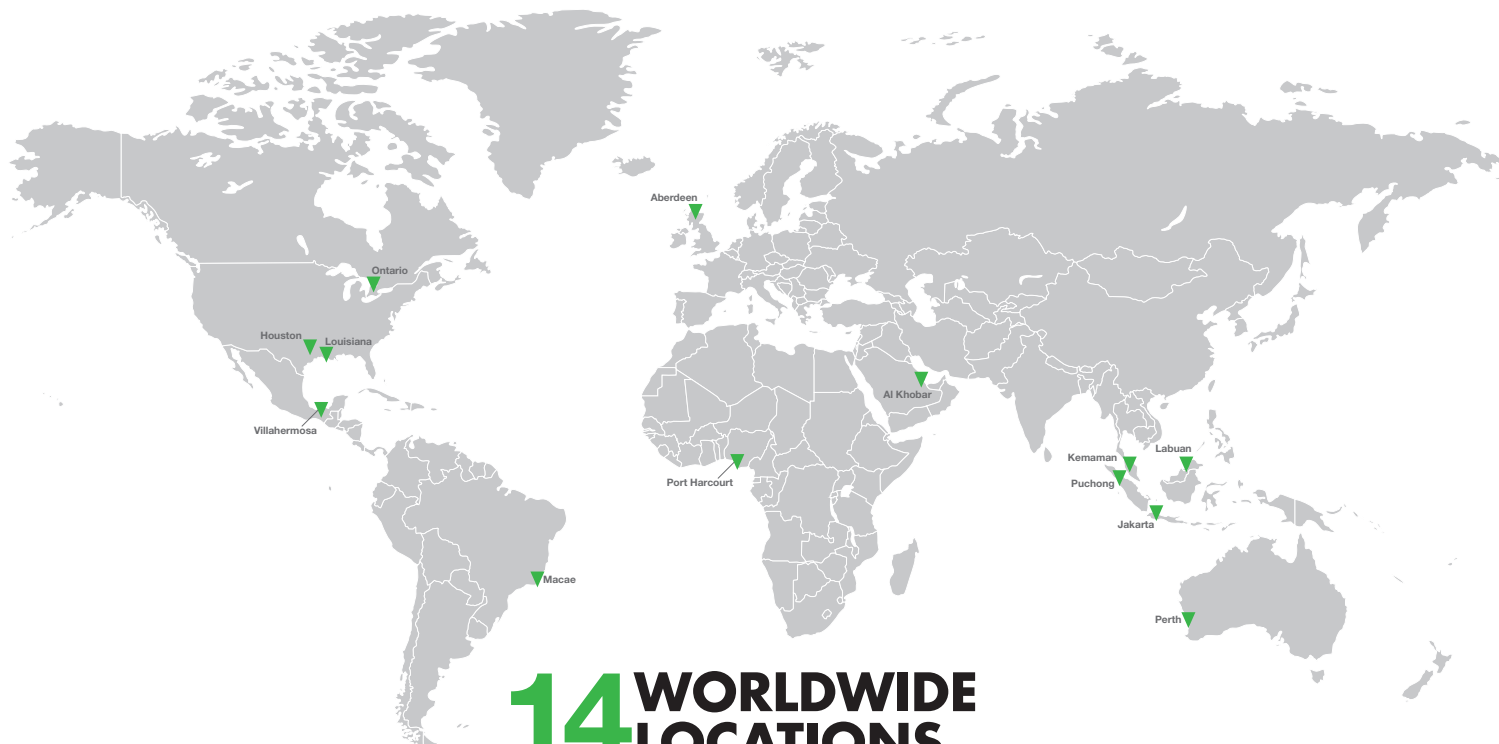 Aberdeen
Ontario
Houston
Louisiana
Al Khobar
Villahermosa
Labuan
Kemaman
Port Harcourt
Puchong
Jakarta
Macae
Perth
14 WORLDWIDE
LOCATIONS